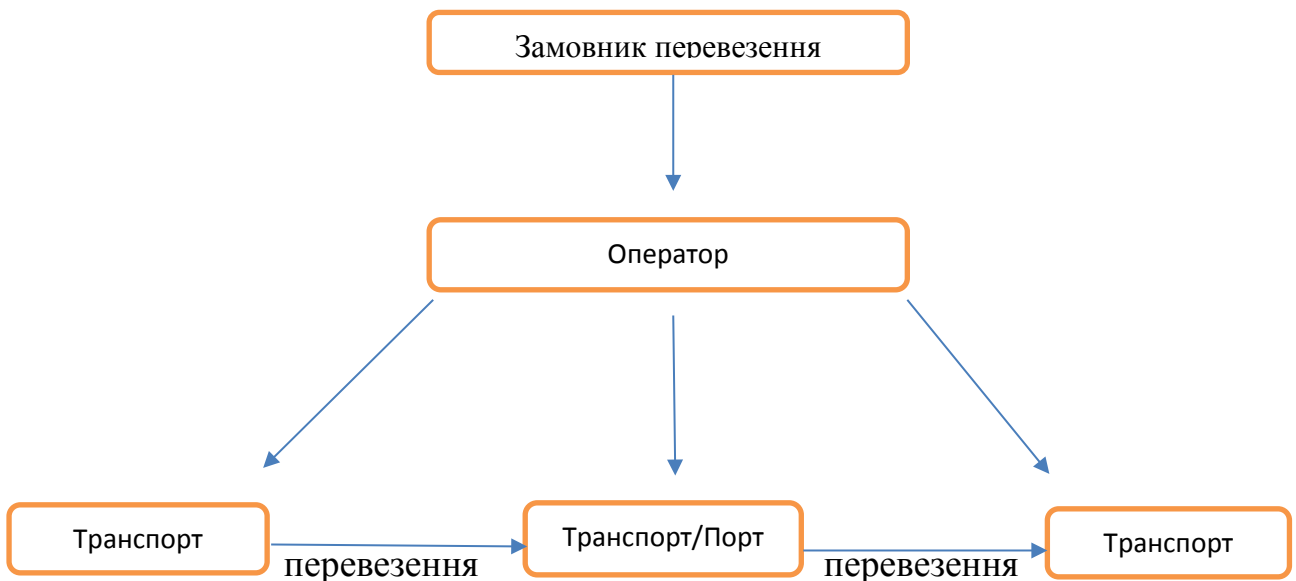 Замовник перевезення
Оператор
Транспорт
перевезення
Транспорт/Порт
перевезення
Транспорт